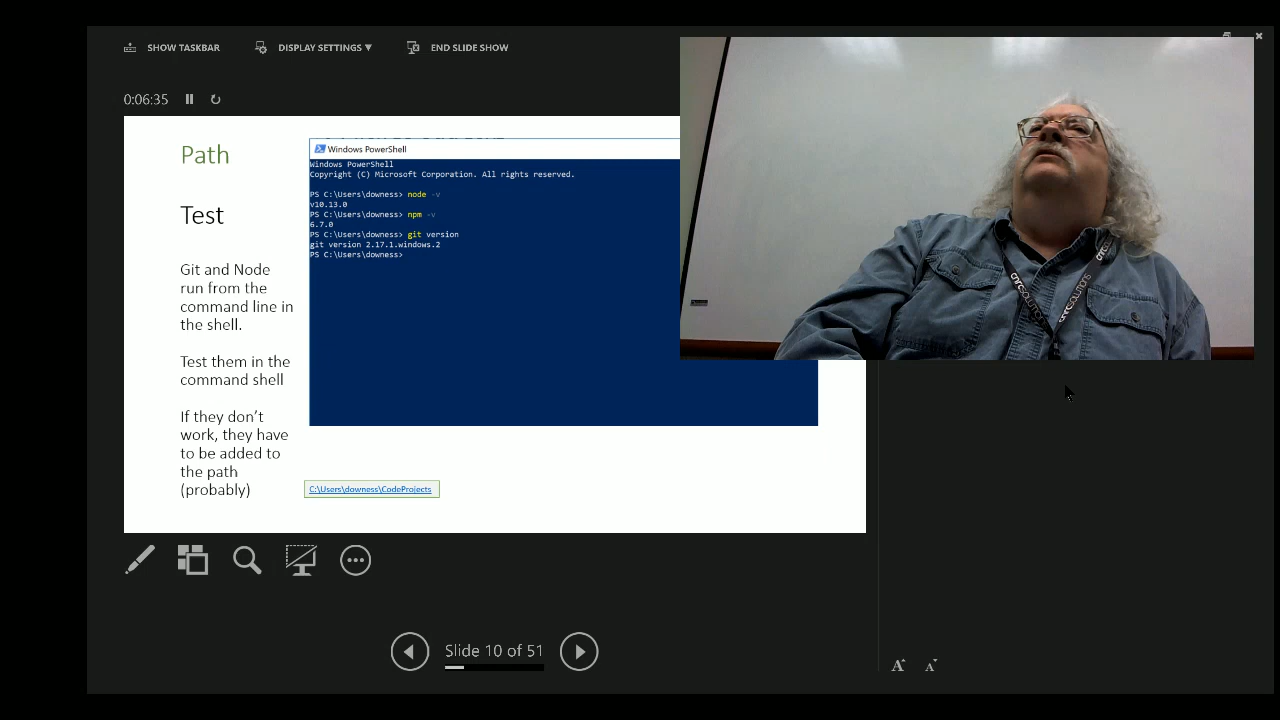 SHOW TASKBAR
DISPLAY SETTINGS ▼
END SLIDE SHOW
0:06:35
Path
Test
Git and Node
run from the
command line in
the shell.
Test them in the
command shell
If they don't
work, they have
to be added to
the path
(probably)
Windows PowerShell
Windows PowerShell
Copyright (C) Microsoft Corporation. All rights reserved.
PS C:\Users\downess> node -v
v10.13.0
PS C:\Users\downess> npm -v
6.7.0
PS C:\Users\downess> git version
git version 2.17.1.windows.2
PS C:\Users\downess>
C:\Users\downess\CodeProjects
SOLUTIONS
Slide 10 of 51
A A